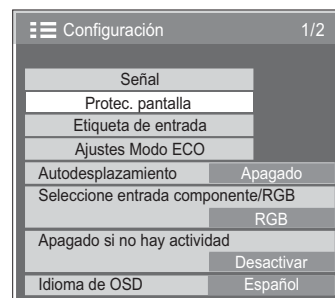 Configuración 1/2
Señal
Protec. pantalla
Etiqueta de entrada
Ajustes Modo ECO
Autodesplazamiento Apagado
Seleccione entrada componente/RGB
RGB
Apagado si no hay actividad
Desactivar
Idioma de OSD Español